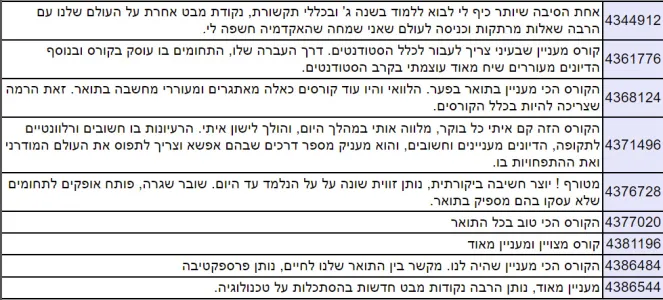 אחת הסיבה שיותר כיף לי לבוא ללמוד בשנה ג' ובכללי תקשורת, נקודת מבט אחרת על העולם שלנו עם
הרבה שאלות מרתקות וכניסה לעולם שאני שמחה שהאקדמיה חשפה לי.
4344912
קורס מעניין שבעיני צריך לעבור לכלל הסטודנטים. דרך העברה שלו, התחומים בו עוסק בקורס ובנוסף
הדיונים מעוררים שיח מאוד עוצמתי בקרב הסטודנטים.
4361776
הקורס הכי מעניין בתואר בפער. הלוואי והיו עוד קורסים כאלה מאתגרים ומעוררי מחשבה בתואר. זאת הרמה
שצריכה להיות בכלל הקורסים.
4368124
הקורס הזה קם איתי כל בוקר, מלווה אותי במהלך היום, והולך לישון איתי. הרעיונות בו חשובים ורלוונטיים
לתקופה, הדיונים מעניינים וחשובים, והוא מעניק מספר דרכים שבהם אפשא וצריך לתפוס את העולם המודרני
ואת ההתפחויות בו.
4371496
מטורף ! יוצר חשיבה ביקורתית, נותן זווית שונה על על הנלמד עד היום. שובר שגרה, פותח אופקים לתחומים
שלא עסקו בהם מספיק בתואר.
4376728
הקורס הכי טוב בכל התואר
4377020
קורס מצויין ומעניין מאוד
4381196
הקורס הכי מעניין שהיה לנו. מקשר בין התואר שלנו לחיים, נותן פרספקטיבה
4386484
מעניין מאוד, נותן הרבה נקודות מבט חדשות בהסתכלות על טכנולוגיה.
4386544